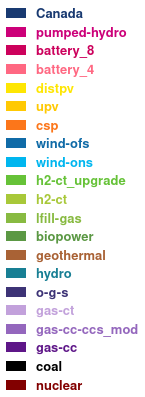 Canada
pumped-hydro
battery_8
battery_4
distpv
upv
csp
wind-ofs
wind-ons
h2-ct_upgrade
h2-ct
lfill-gas
biopower
geothermal
hydro
o-g-s
gas-ct
gas-cc-ccs_mod
gas-cc
coal
nuclear